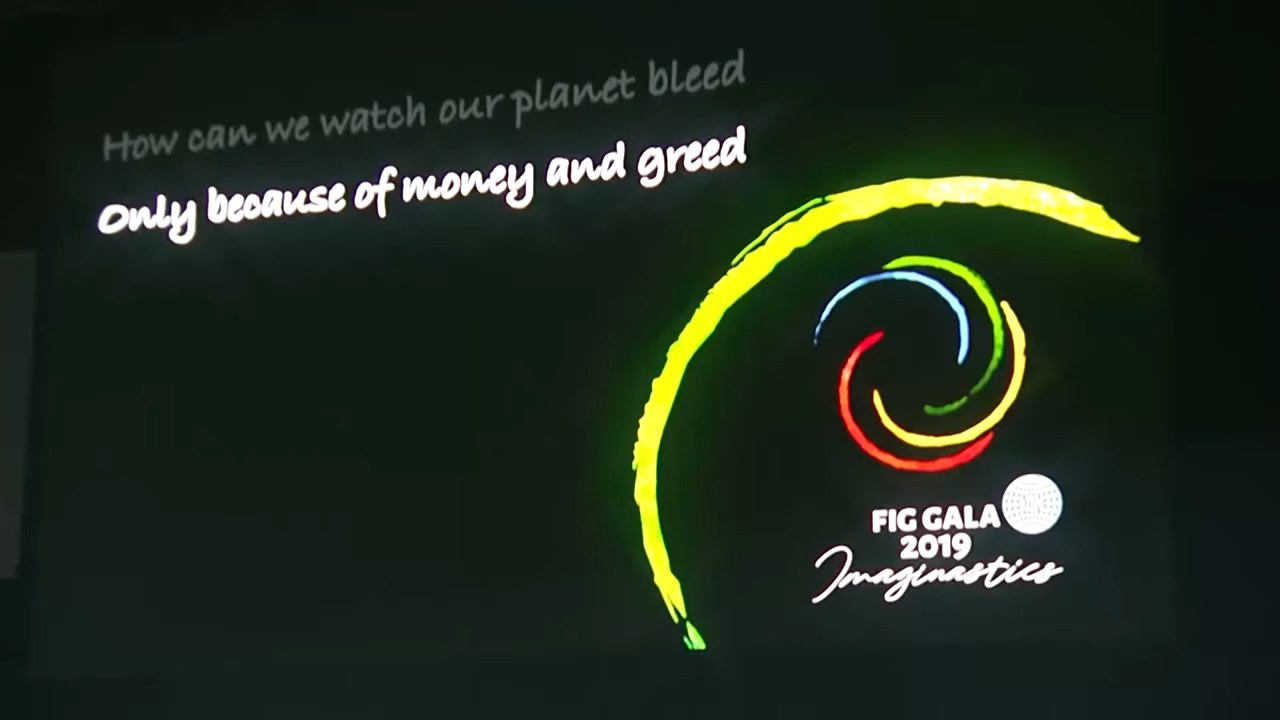 How can we watch our planet bleed
Only because of money and greed
FIG GALA
2019
Imaginastics